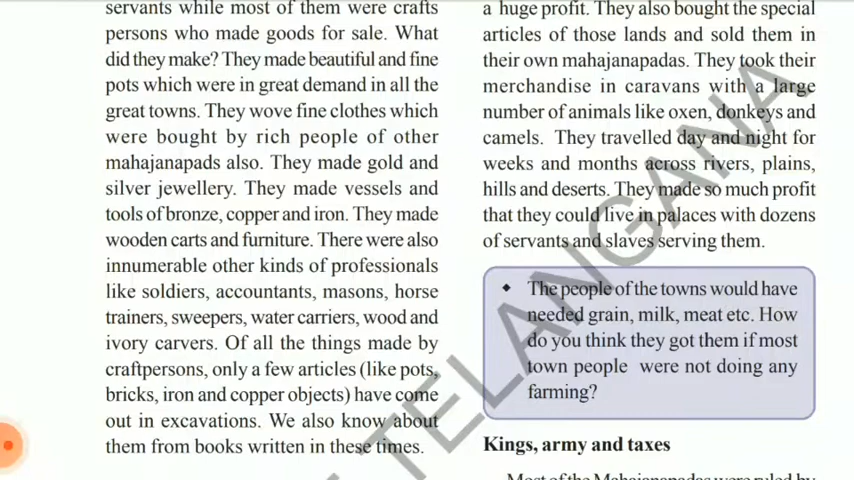 servants while most of them were crafts
persons who made goods for sale. What
did they make? They made beautiful and fine
pots which were in great demand in all the
great towns. They wove fine clothes which
were bought by rich people of other
mahajanapads also. They made gold and
silver jewellery. They made vessels and
tools of bronze, copper and iron. They made
wooden carts and furniture. There were also
innumerable other kinds of professionals
like soldiers, accountants, masons, horse
trainers, sweepers, water carriers, wood and
ivory carvers. Of all the things made by
craftpersons, only a few articles (like pots,
bricks, iron and copper objects) have come
out in excavations. We also know about
them from books written in these times.
a huge profit. They also bought the special
articles of those lands and sold them in
their own mahajanapadas. They took their
merchandise in caravans with a large
number of animals like oxen, donkeys and
camels. They travelled day and night for
weeks and months across rivers, plains,
hills and deserts. They made so much profit
that they could live in palaces with dozens
of servants and slaves serving them.
◆ The people of the towns would have
needed grain, milk, meat etc. How
do you think they got them if most
town people were not doing any
farming?
Kings, army and taxes
Most of the Mahajanapadas were ruled by
TELANGANA